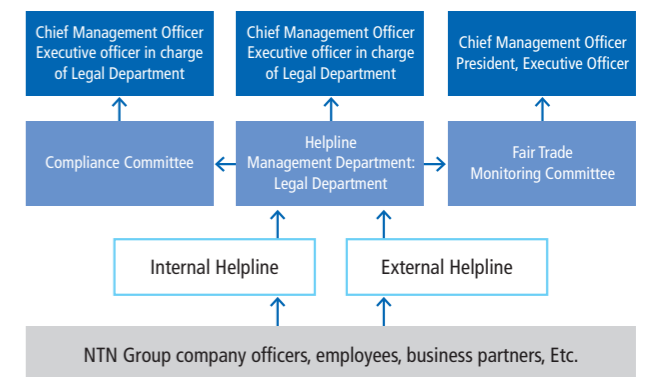 Chief Management Officer
Executive officer in charge
of Legal Department
Chief Management Officer
Executive officer in charge
of Legal Department
Chief Management Officer
President, Executive Officer
Compliance Committee
Helpline
Management Department:
Legal Department
Fair Trade
Monitoring Committee
Internal Helpline
External Helpline
NTN Group company officers, employees, business partners, Etc.